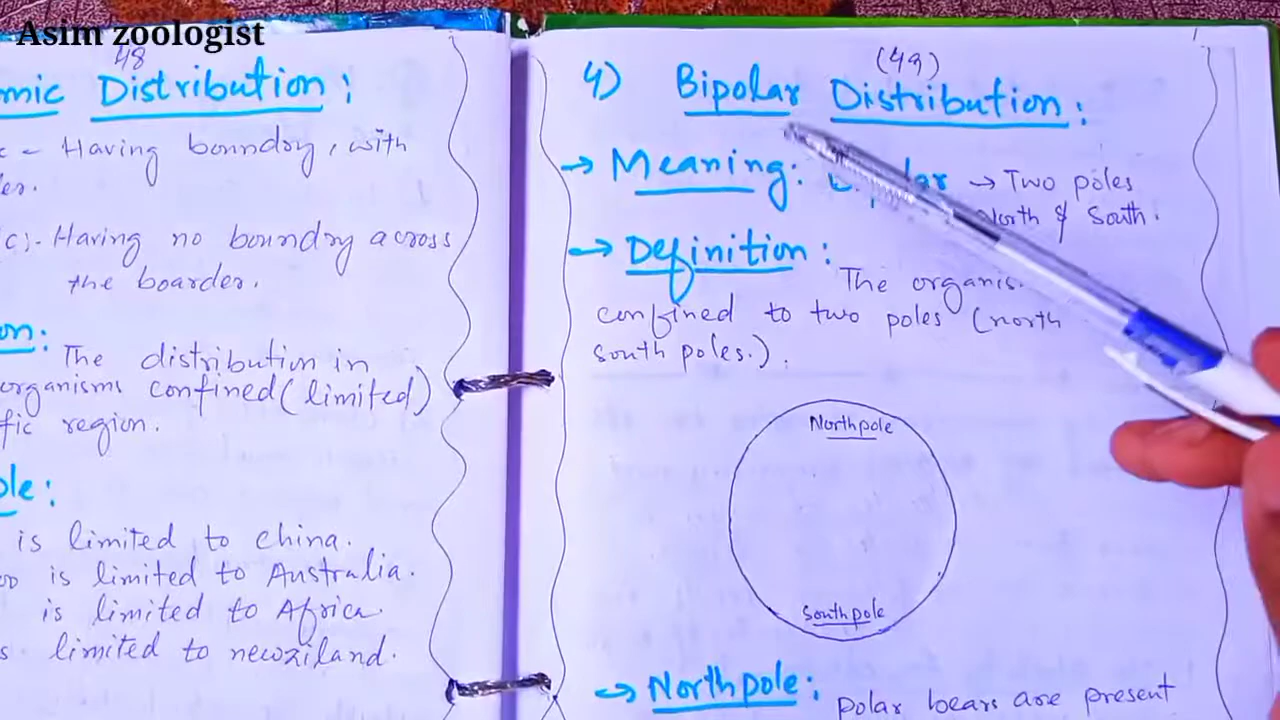 Asim zoologist
48
mic Distribution:
c - Having boundry, with
der.
(c):- Having no boundry across
the boarder.
on:
The distribution in
organisms confined (limited)
fic region.
ple:
is limited to china.
oo is limited to Australia.
is limited to Africa.
s limited to newziland.
(49)
4) Bipolar Distribution:
→ Meaning: → Two poles
North & South.
→ Definition:
The organis
confined to two poles (north
south poles.).
Northpole
Southpole
→ Northpole:
polar bears are present